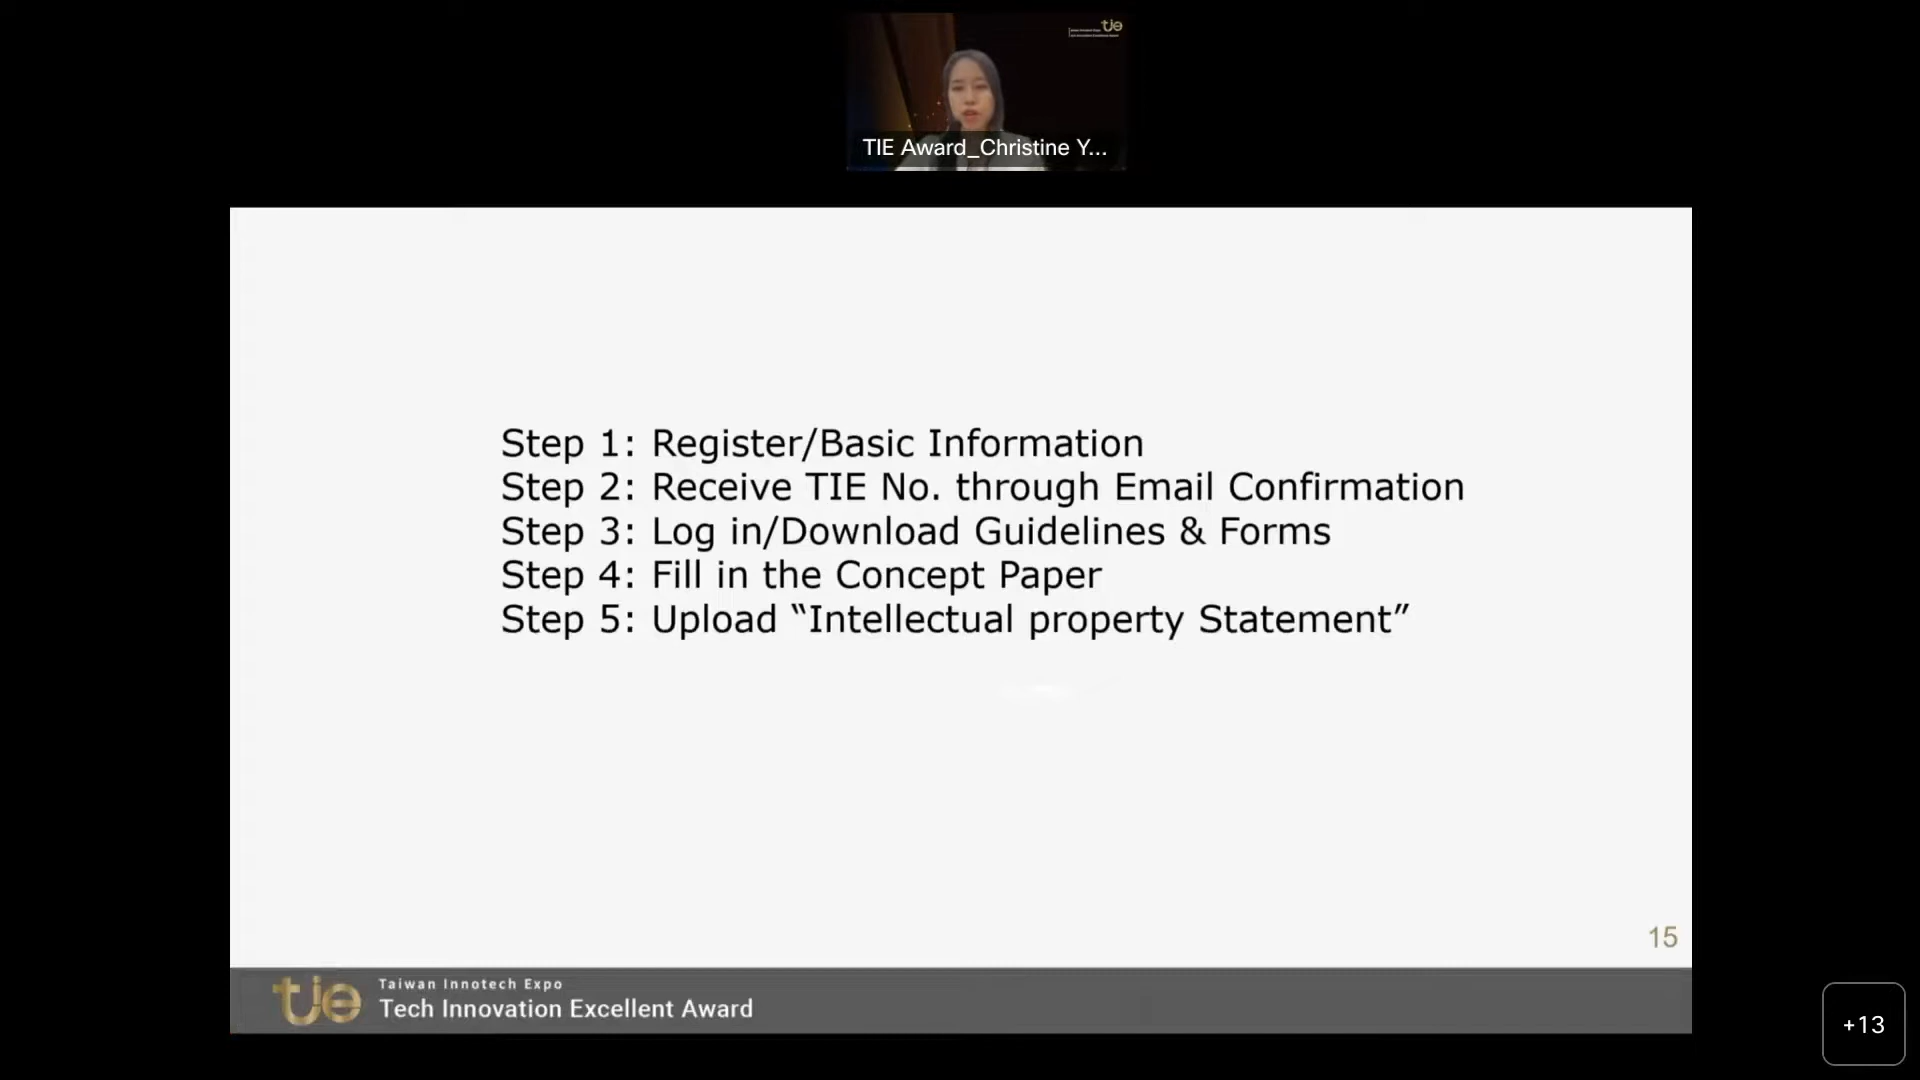 tie
TIE Award_Christine Y...
Step 1: Register/Basic Information
Step 2: Receive TIE No. through Email Confirmation
Step 3: Log in/Download Guidelines & Forms
Step 4: Fill in the Concept Paper
Step 5: Upload “Intellectual property Statement”
15
tie
Taiwan Innotech Expo
Tech Innovation Excellent Award
+13